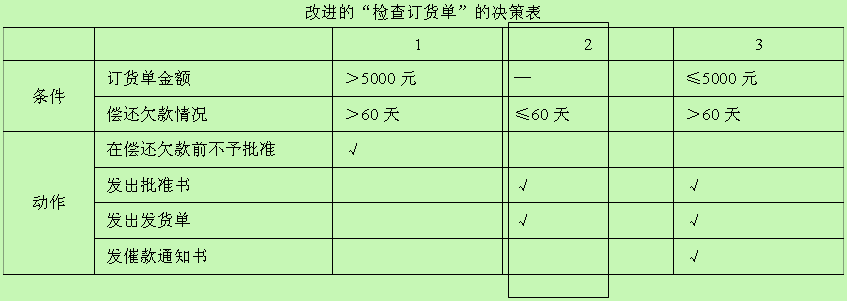 改进的“检查订货单”的决策表
1 2 3
条件 订货单金额 >5000 元 — ≤5000 元
偿还欠款情况 >60 天 ≤60 天 >60 天
动作 在偿还欠款前不予批准 √
发出批准书 √ √
发出发货单 √ √
发催款通知书 √